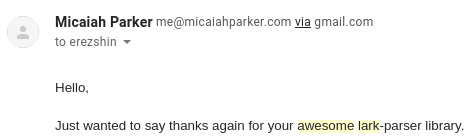 Micaiah Parker me@micaiahparker.com via gmail.com
to erezshin
Hello,
Just wanted to say thanks again for your awesome lark-parser library.